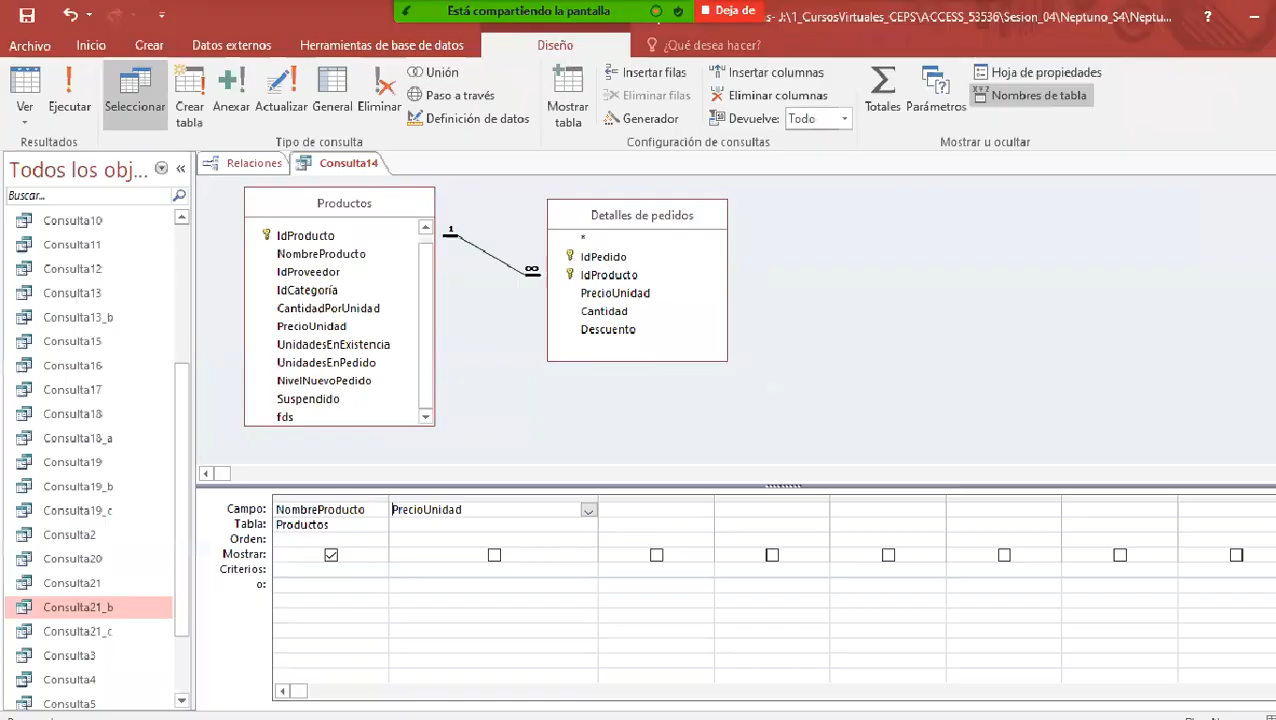 Está compartiendo la pantalla
Deja de
s- J:\1_CursosVirtuales_CEPS\ACCESS_53536\Sesion_04\Neptuno_S4\Neptu...
?
Archivo
Inicio
Crear
Datos externos
Herramientas de base de datos
Diseño
¿Qué desea hacer?
Ver
Ejecutar
Seleccionar
Crear tabla
Anexar
Actualizar
General
Eliminar
Unión
Paso a través
Definición de datos
Mostrar tabla
Insertar filas
Eliminar filas
Generador
Insertar columnas
Eliminar columnas
Devuelve: Todo
Totales
Parámetros
Hoja de propiedades
Nombres de tabla
Resultados
Tipo de consulta
Configuración de consultas
Mostrar u ocultar
Todos los obj...
Buscar...
Consulta10
Consulta11
Consulta12
Consulta13
Consulta13_b
Consulta15
Consulta16
Consulta17
Consulta18
Consulta18_a
Consulta19
Consulta19_b
Consulta19_c
Consulta2
Consulta20
Consulta21
Consulta21_b
Consulta21_c
Consulta3
Consulta4
Consulta5
Relaciones
Consulta14
Productos
IdProducto
NombreProducto
IdProveedor
IdCategoría
CantidadPorUnidad
PrecioUnidad
UnidadesEnExistencia
UnidadesEnPedido
NivelNuevoPedido
Suspendido
fds
1
∞
Detalles de pedidos
*
IdPedido
IdProducto
PrecioUnidad
Cantidad
Descuento
Campo: NombreProducto PrecioUnidad
Tabla: Productos
Orden:
Mostrar:
Criterios:
o: